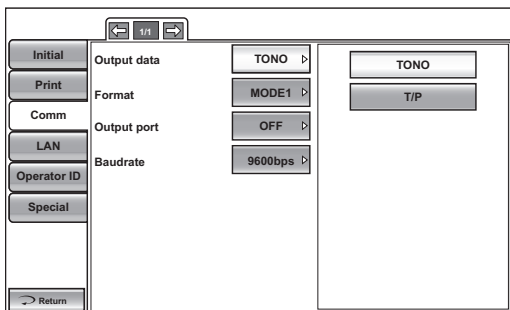 1/1
Initial
Print
Comm
LAN
Operator ID
Special
Return
Output data TONO
Format MODE1
Output port OFF
Baudrate 9600bps
TONO
T/P